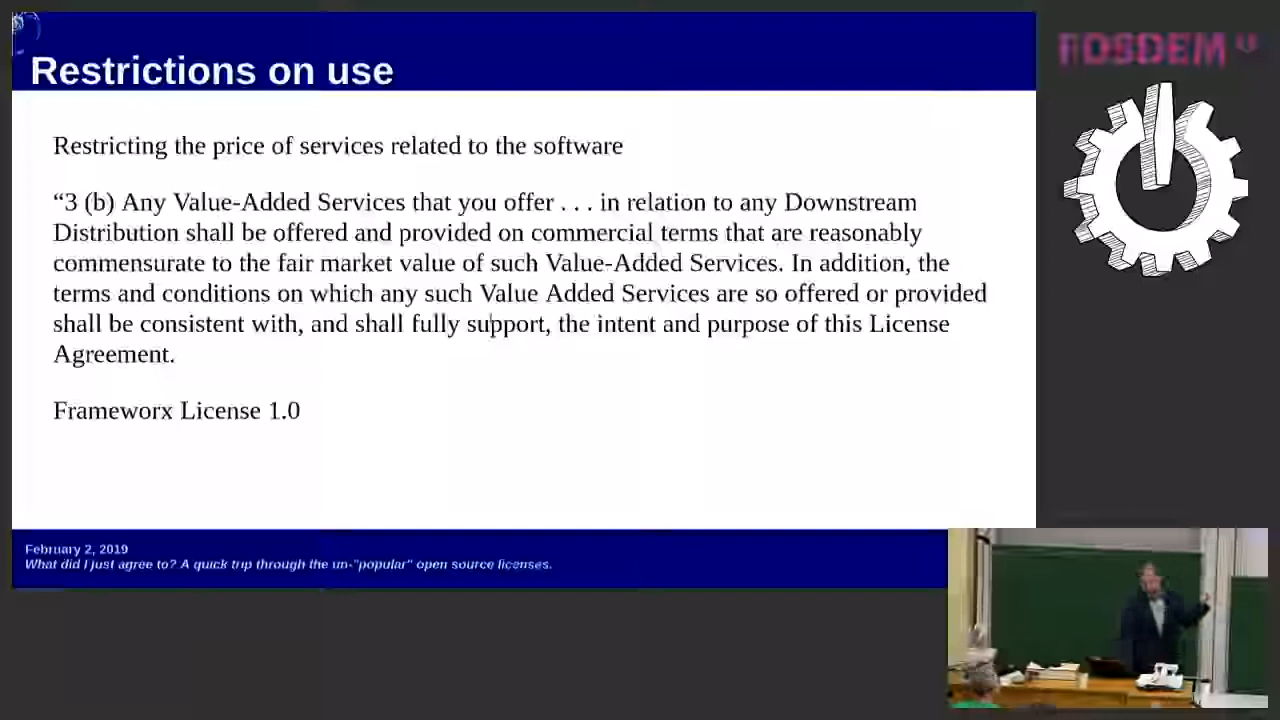 Restrictions on use
Restricting the price of services related to the software
“3 (b) Any Value-Added Services that you offer . . . in relation to any Downstream
Distribution shall be offered and provided on commercial terms that are reasonably
commensurate to the fair market value of such Value-Added Services. In addition, the
terms and conditions on which any such Value Added Services are so offered or provided
shall be consistent with, and shall fully support, the intent and purpose of this License
Agreement.
Frameworx License 1.0
February 2, 2019
What did I just agree to? A quick trip through the un-"popular" open source licenses.
FOSDEM